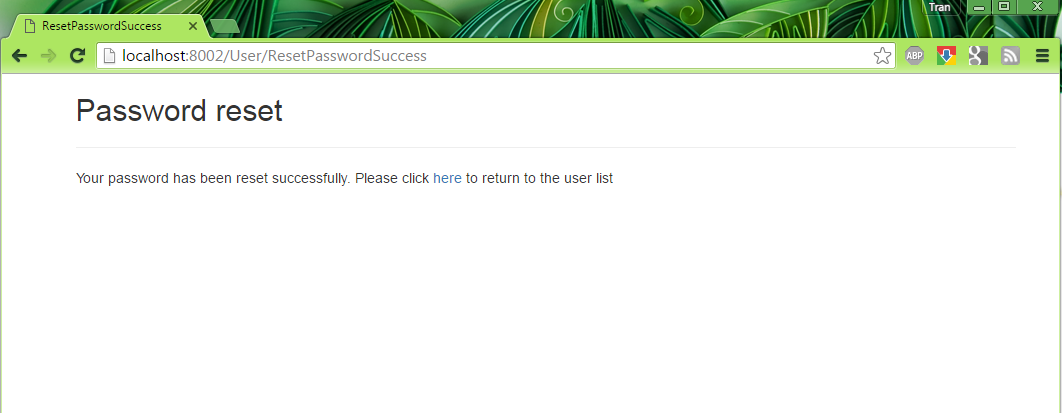 Tran
ResetPasswordSuccess
localhost:8002/User/ResetPasswordSuccess
ABP
g
Password reset
Your password has been reset successfully. Please click here to return to the user list